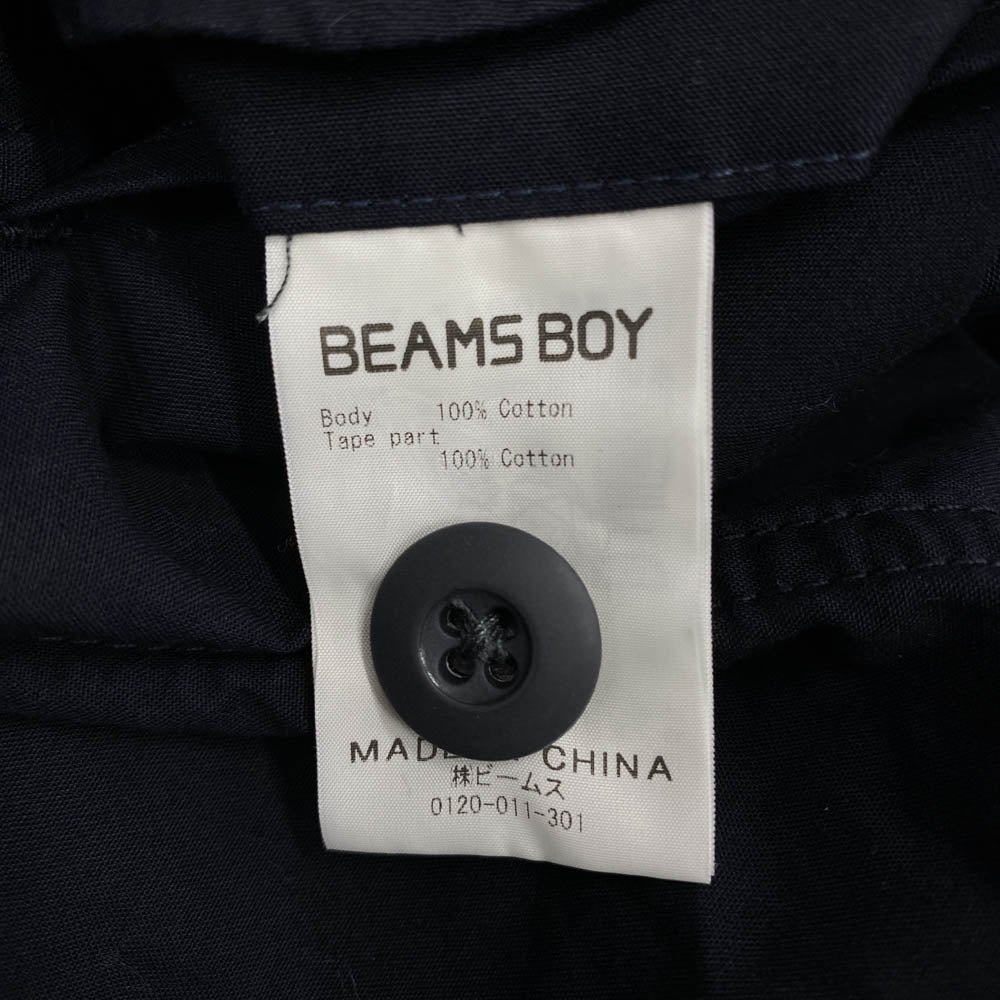 BEAMS BOY
Body 100% Cotton
Tape part
100% Cotton
MADE CHINA
株ビームス
0120-011-301